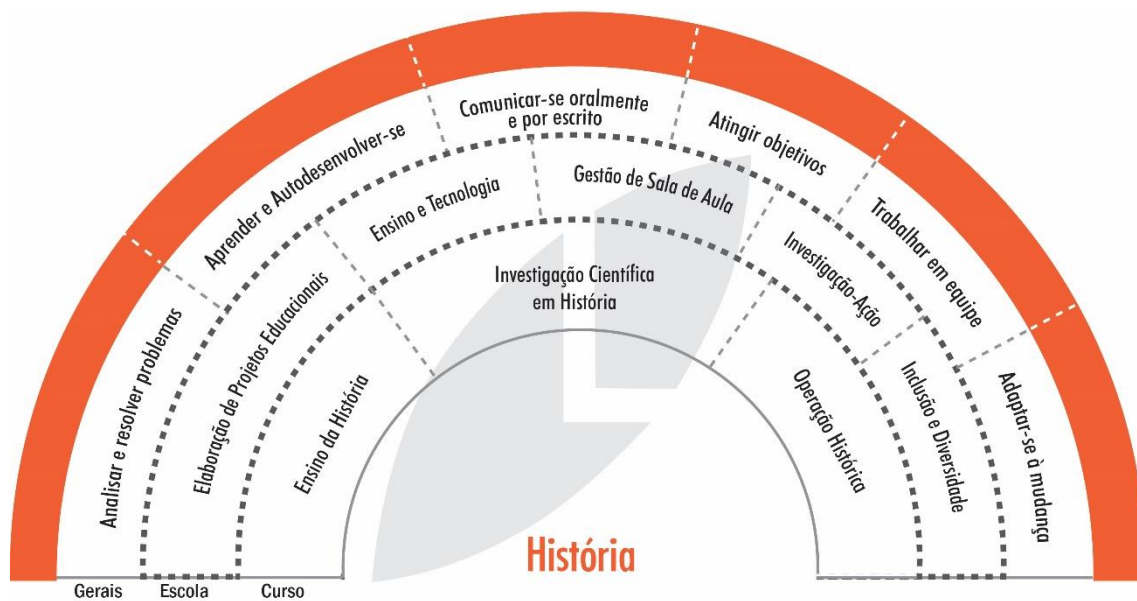 Analisar e resolver problemas
Aprender e Autodesenvolver-se
Comunicar-se oralmente
e por escrito
Atingir objetivos
Trabalhar em equipe
Adaptar-se à mudança
Elaboração de Projetos Educacionais
Ensino e Tecnologia
Gestão de Sala de Aula
Investigação-Ação
Inclusão e Diversidade
Ensino da História
Investigação Científica
em História
Operação Histórica
História
Gerais
Escola
Curso